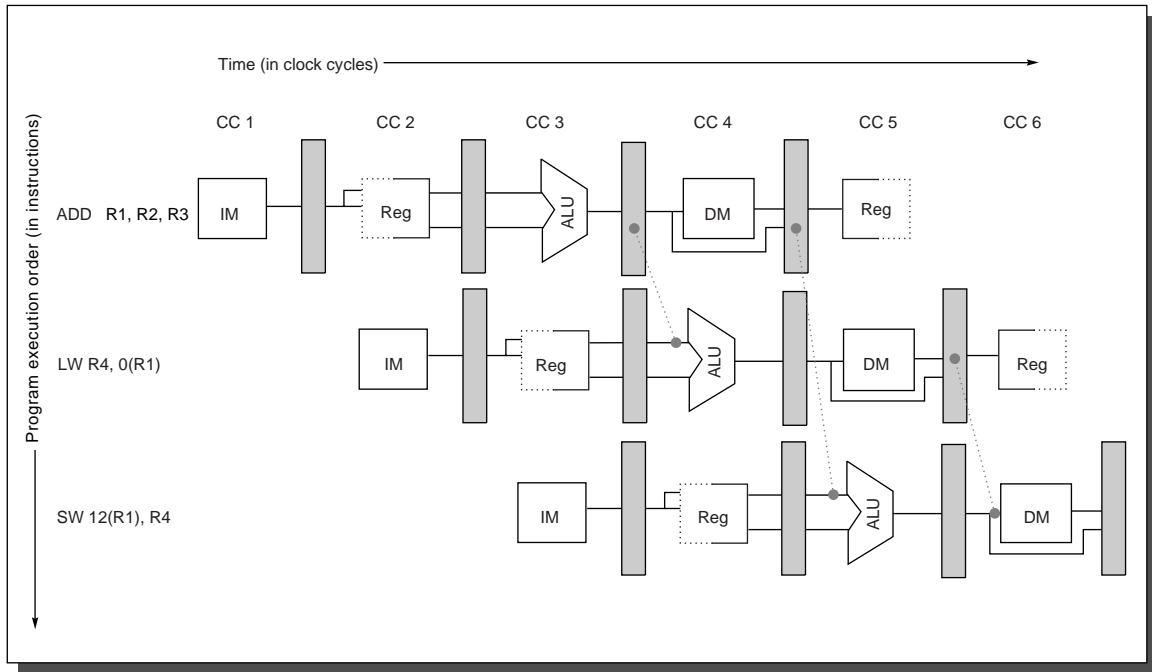 Time (in clock cycles)
CC 1 CC 2 CC 3 CC 4 CC 5 CC 6
Program execution order (in instructions)
ADD R1, R2, R3
IM Reg ALU DM Reg
LW R4, 0(R1)
IM Reg ALU DM Reg
SW 12(R1), R4
IM Reg ALU DM